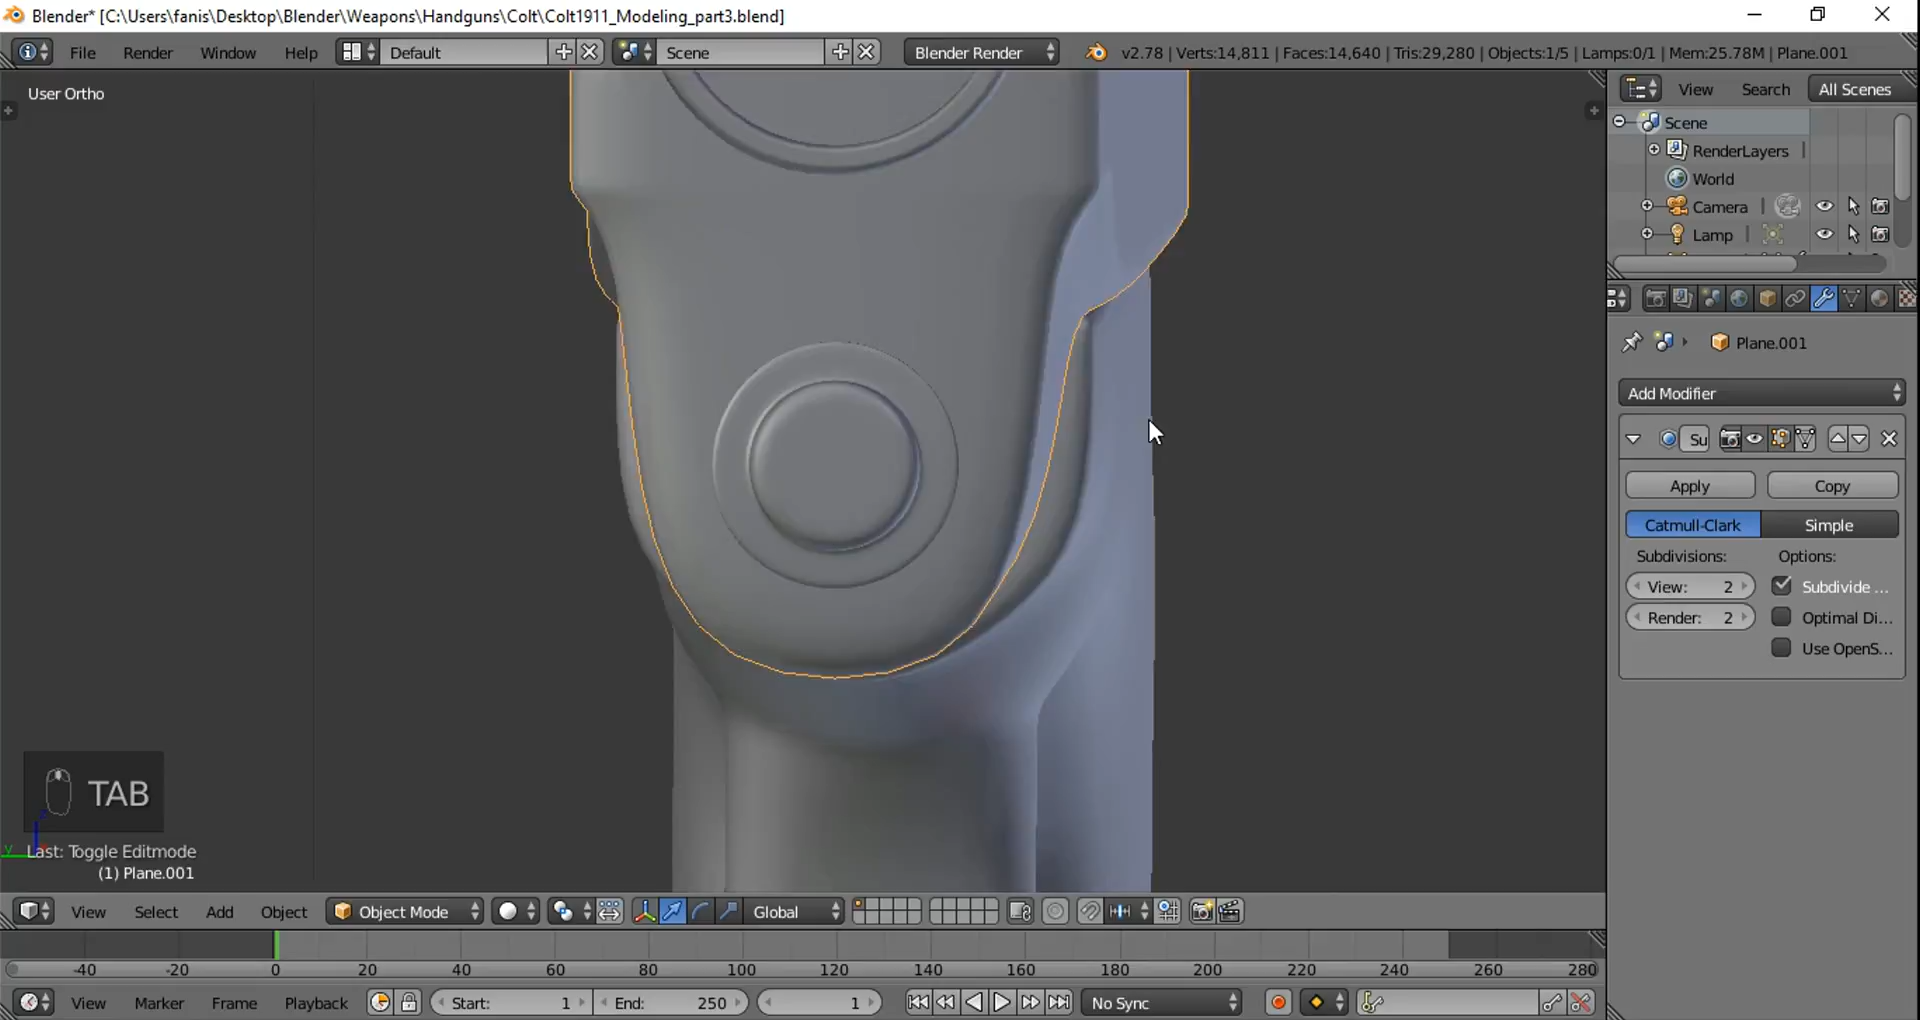 Blender* [C:\Users\fanis\Desktop\Blender\Weapons\Handguns\Colt\Colt1911_Modeling_part3.blend]
File Render Window Help Default Scene Blender Render v2.78 | Verts:14,811 | Faces:14,640 | Tris:29,280 | Objects:1/5 | Lamps:0/1 | Mem:25.78M | Plane.001
User Ortho
View Search All Scenes
Scene
RenderLayers
World
Camera
Lamp
Plane.001
Add Modifier
Su
Apply Copy
Catmull-Clark Simple
Subdivisions: Options:
View: 2 Subdivide ...
Render: 2 Optimal Di...
Use OpenS...
TAB
Last: Toggle Editmode
(1) Plane.001
View Select Add Object Object Mode Global
-40 -20 0 20 40 60 80 100 120 140 160 180 200 220 240 260 280
View Marker Frame Playback Start: 1 End: 250 1 No Sync